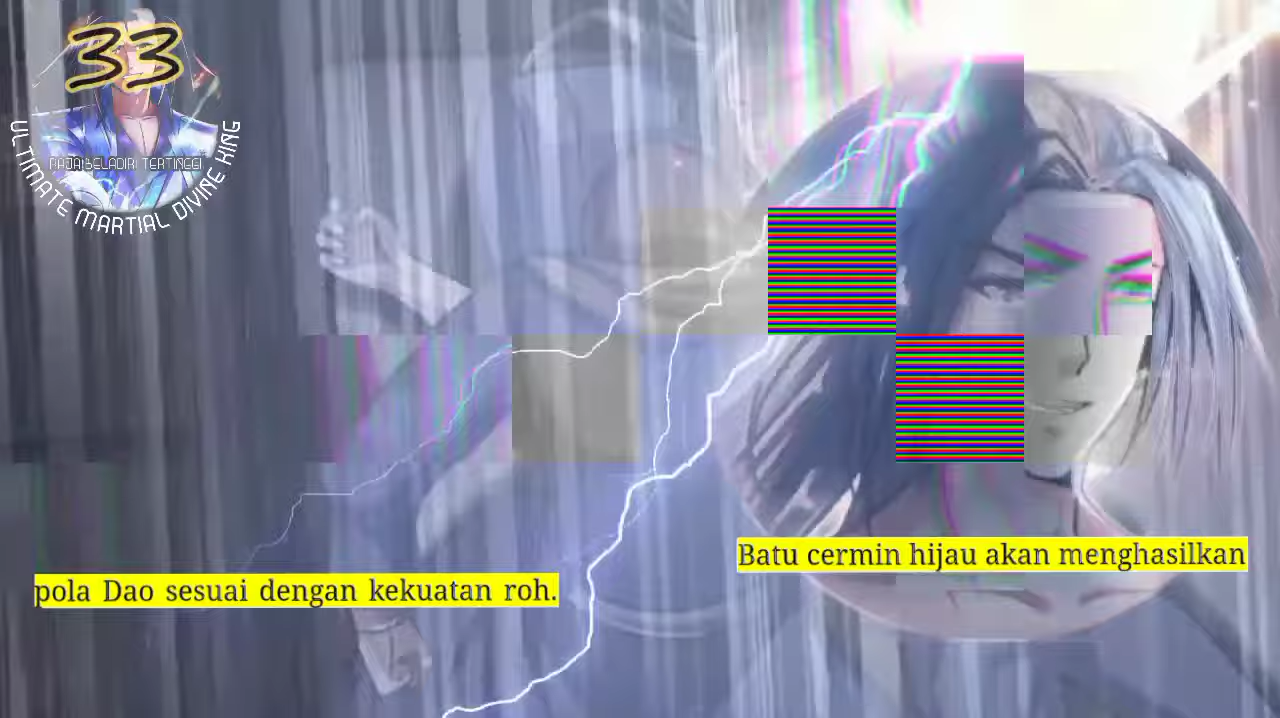 33
RAJA BELADIRI TERTINGGI
ULTIMATE MARTIAL DIVINE KING
Batu cermin hijau akan menghasilkan
pola Dao sesuai dengan kekuatan roh.